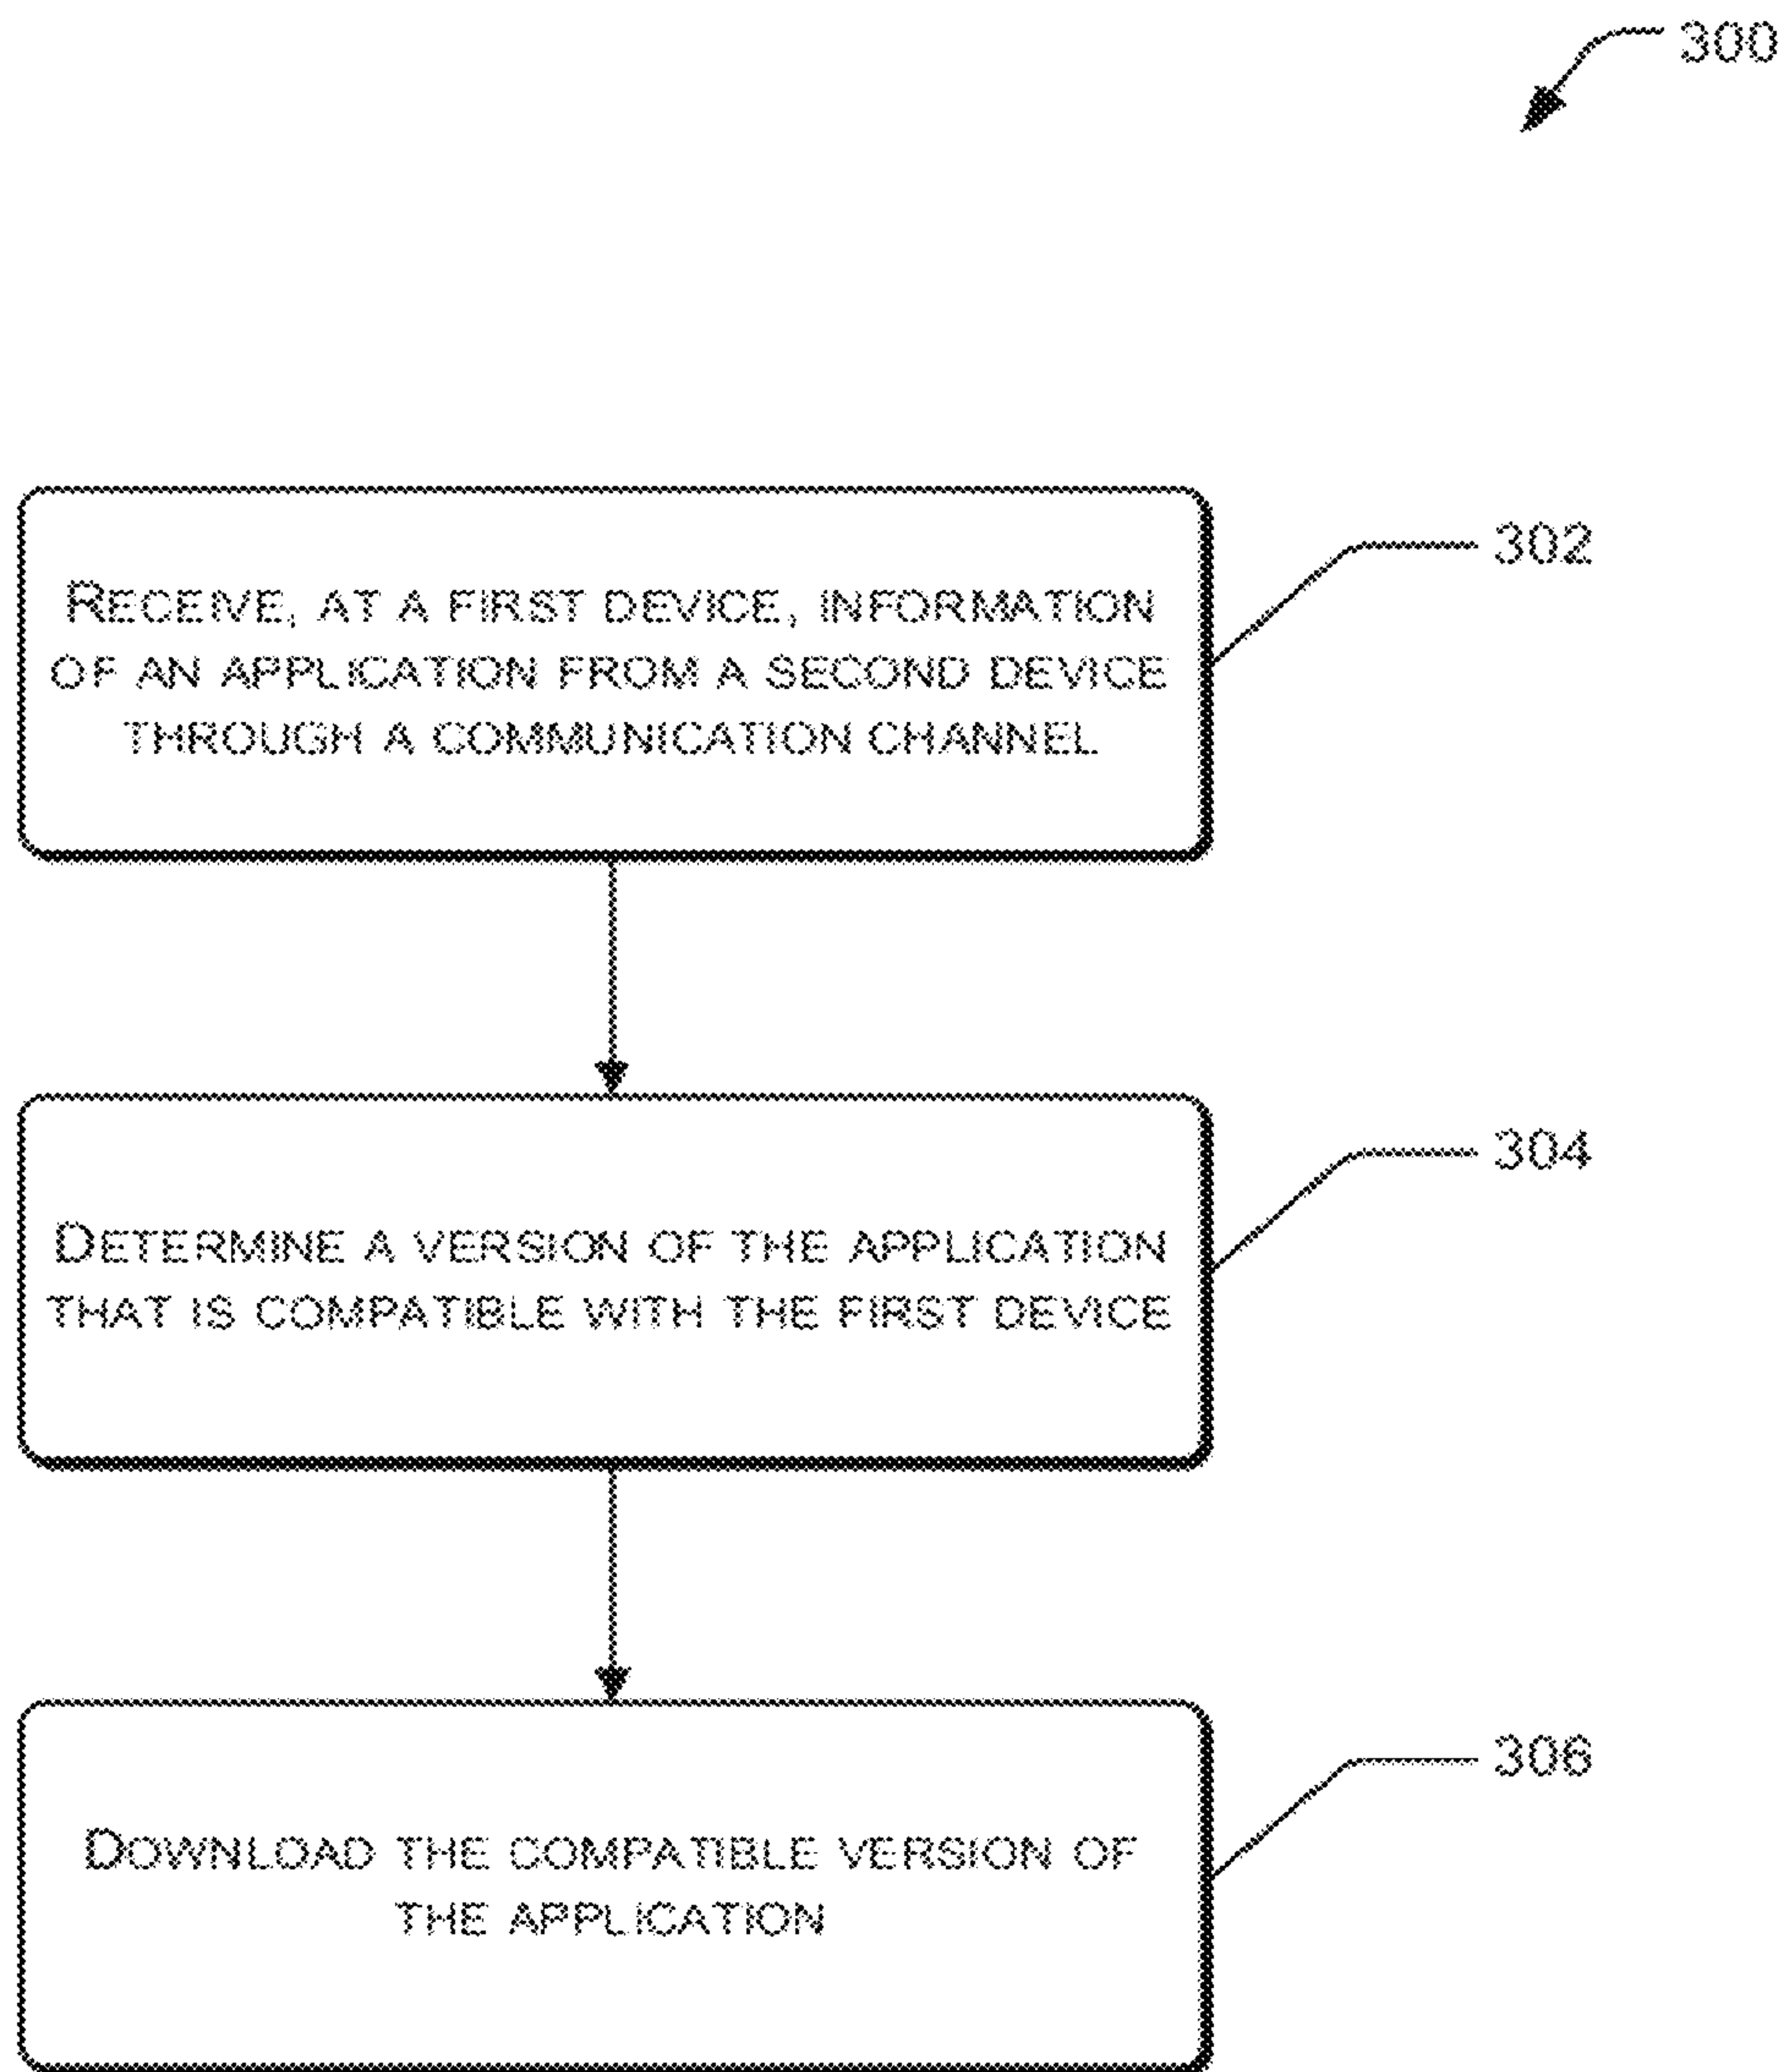 300
302
RECEIVE, AT A FIRST DEVICE, INFORMATION
OF AN APPLICATION FROM A SECOND DEVICE
THROUGH A COMMUNICATION CHANNEL
304
DETERMINE A VERSION OF THE APPLICATION
THAT IS COMPATIBLE WITH THE FIRST DEVICE
306
DOWNLOAD THE COMPATIBLE VERSION OF
THE APPLICATION